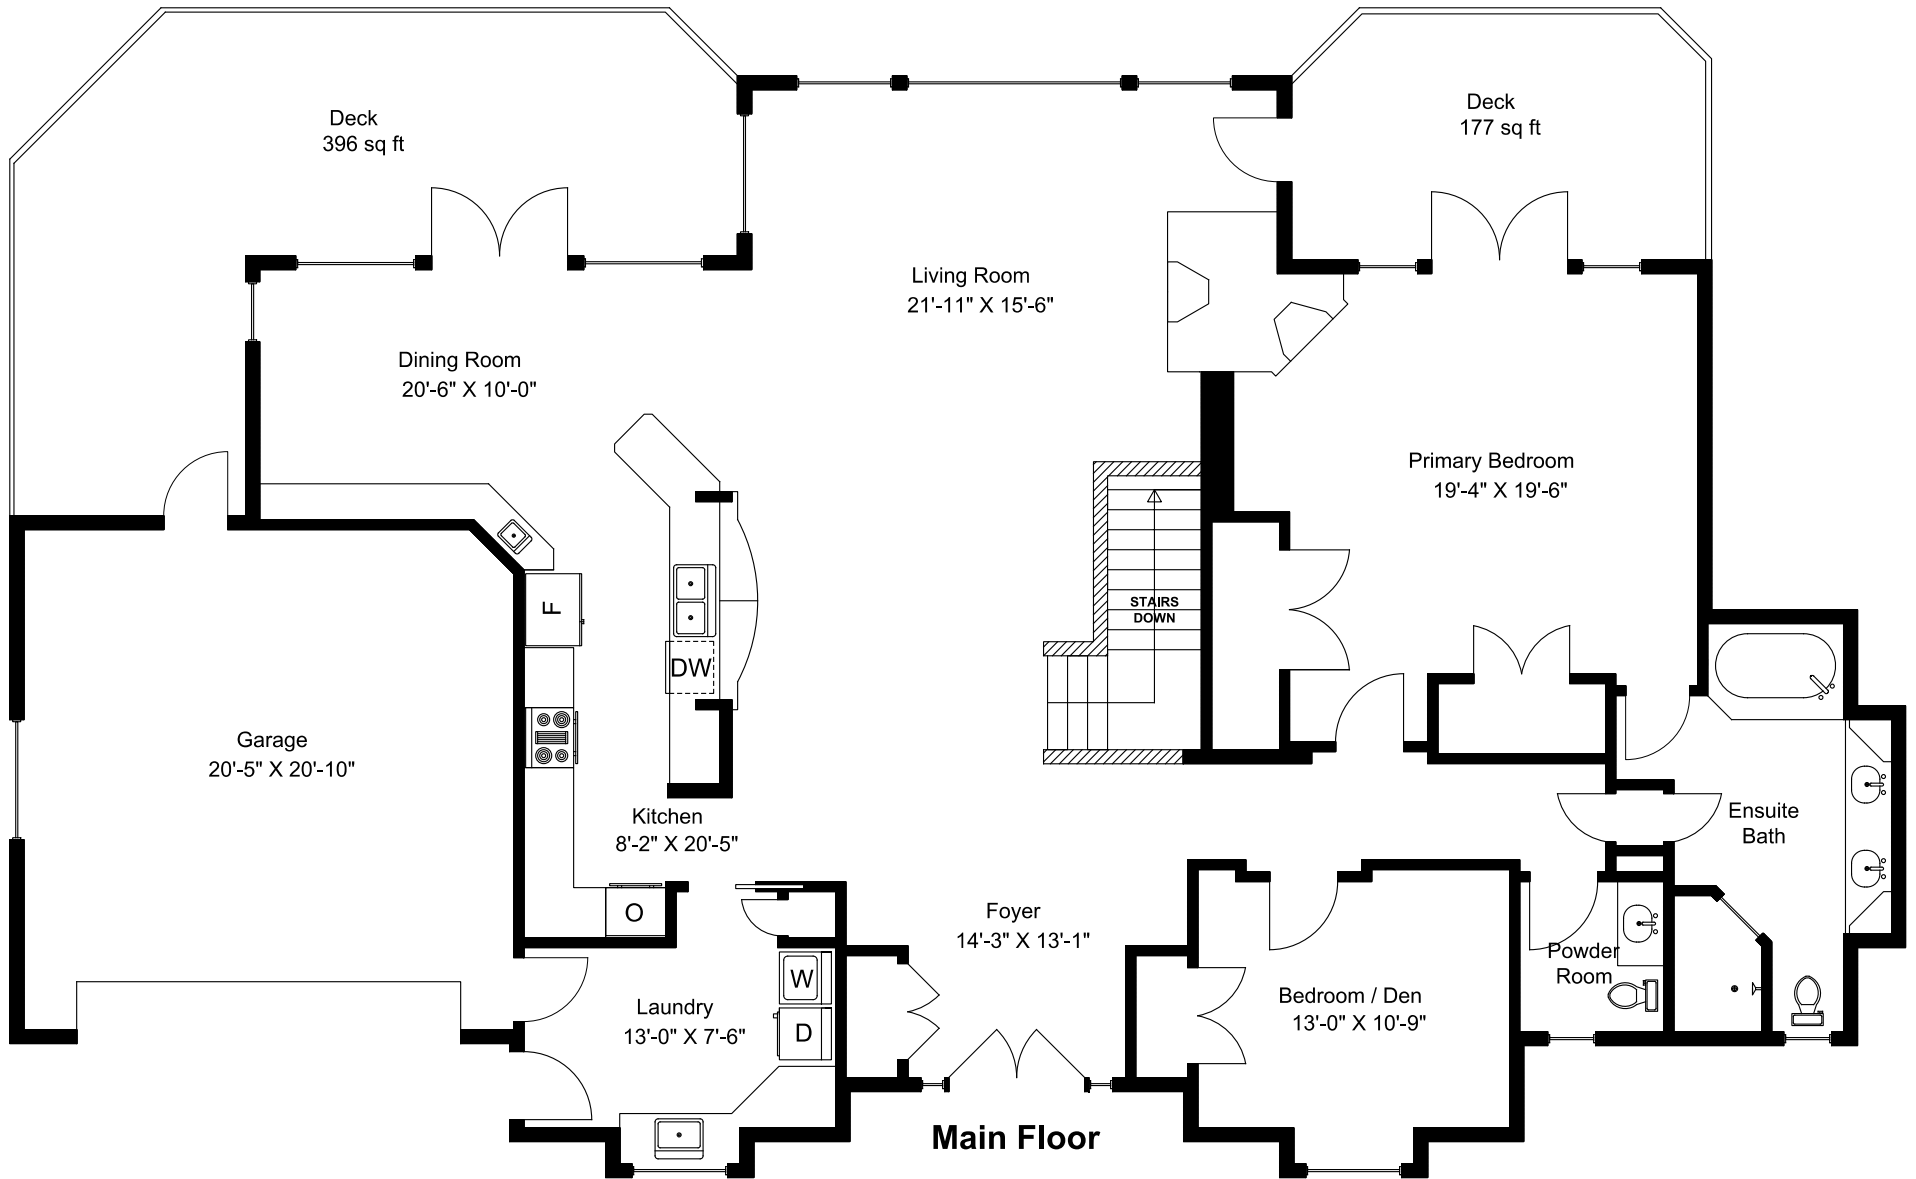 Deck
396 sq ft
Deck
177 sq ft
Living Room
21'-11" X 15'-6"
Dining Room
20'-6" X 10'-0"
Primary Bedroom
19'-4" X 19'-6"
F
STAIRS
DOWN
DW
Garage
20'-5" X 20'-10"
Kitchen
8'-2" X 20'-5"
Ensuite
Bath
O
Foyer
14'-3" X 13'-1"
Powder
Room
W
Laundry
13'-0" X 7'-6"
D
Bedroom / Den
13'-0" X 10'-9"
Main Floor